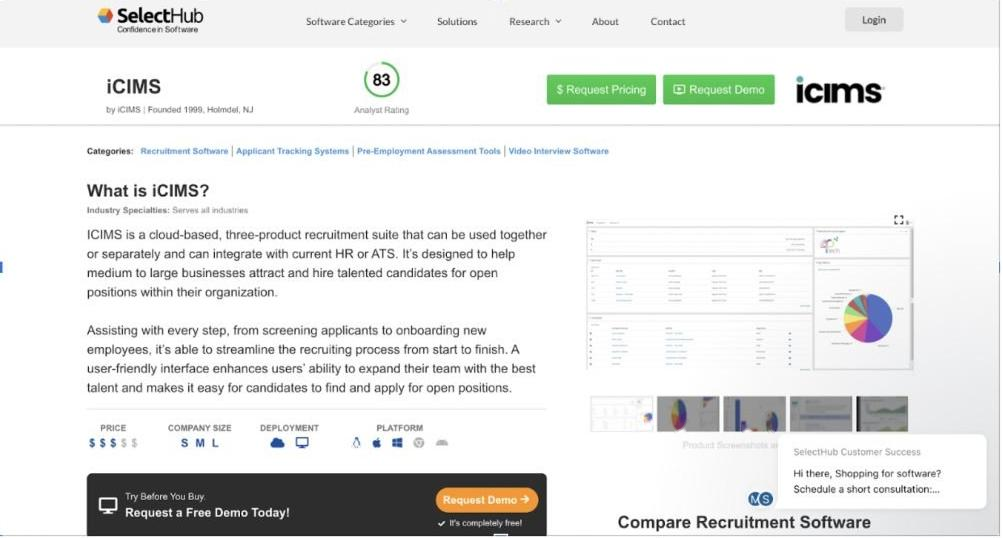 SelectHub
Confidence in Software
Software Categories
Solutions
Research
About
Contact
Login
iCIMS
by iCIMS | Founded 1999, Holmdel, NJ
83
Analyst Rating
$ Request Pricing
Request Demo
icims
Categories: Recruitment Software | Applicant Tracking Systems | Pre-Employment Assessment Tools | Video Interview Software
What is iCIMS?
Industry Specialties: Serves all industries
ICIMS is a cloud-based, three-product recruitment suite that can be used together
or separately and can integrate with current HR or ATS. It's designed to help
medium to large businesses attract and hire talented candidates for open
positions within their organization.
Assisting with every step, from screening applicants to onboarding new
employees, it's able to streamline the recruiting process from start to finish. A
user-friendly interface enhances users' ability to expand their team with the best
talent and makes it easy for candidates to find and apply for open positions.
PRICE
$ $ $ $ $
COMPANY SIZE
S M L
DEPLOYMENT
PLATFORM
Try Before You Buy.
Request a Free Demo Today!
Request Demo →
✓ It's completely free!
Product Screenshots
SelectHub Customer Success
Hi there, Shopping for software?
Schedule a short consultation:...
MS
Compare Recruitment Software